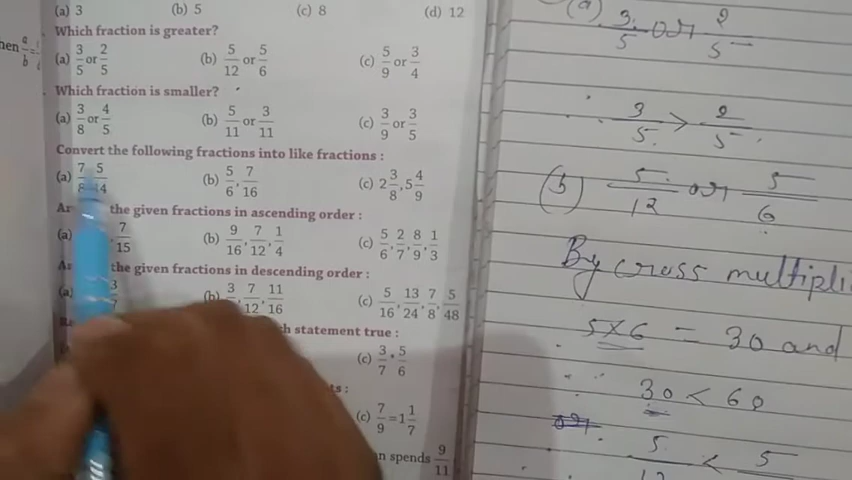 (a) 3 (b) 5 (c) 8 (d) 12
Which fraction is greater?
(a) 3/5 or 2/5 (b) 5/12 or 5/6 (c) 5/9 or 3/4
Which fraction is smaller?
(a) 3/8 or 4/5 (b) 5/11 or 3/11 (c) 3/9 or 3/5
Convert the following fractions into like fractions :
(a) 7/8, 5/14 (b) 5/6, 7/16 (c) 2 3/8, 5 4/9
the given fractions in ascending order :
(a) 7/15 (b) 9/16, 7/12, 1/4 (c) 5/6, 2/7, 8/9, 1/3
the given fractions in descending order :
(a) (b) 7/12, 11/16 (c) 5/16, 13/24, 7/8, 5/48
statement true :
(c) 3/7 * 5/6
(c) 7/9 = 1 1/7
spends 9/11
(a) 3/5 or 2/5
3/5 > 2/5
(b) 5/12 or 5/6
By cross
5×6 = 30 and
30 < 60
5/12 < 5